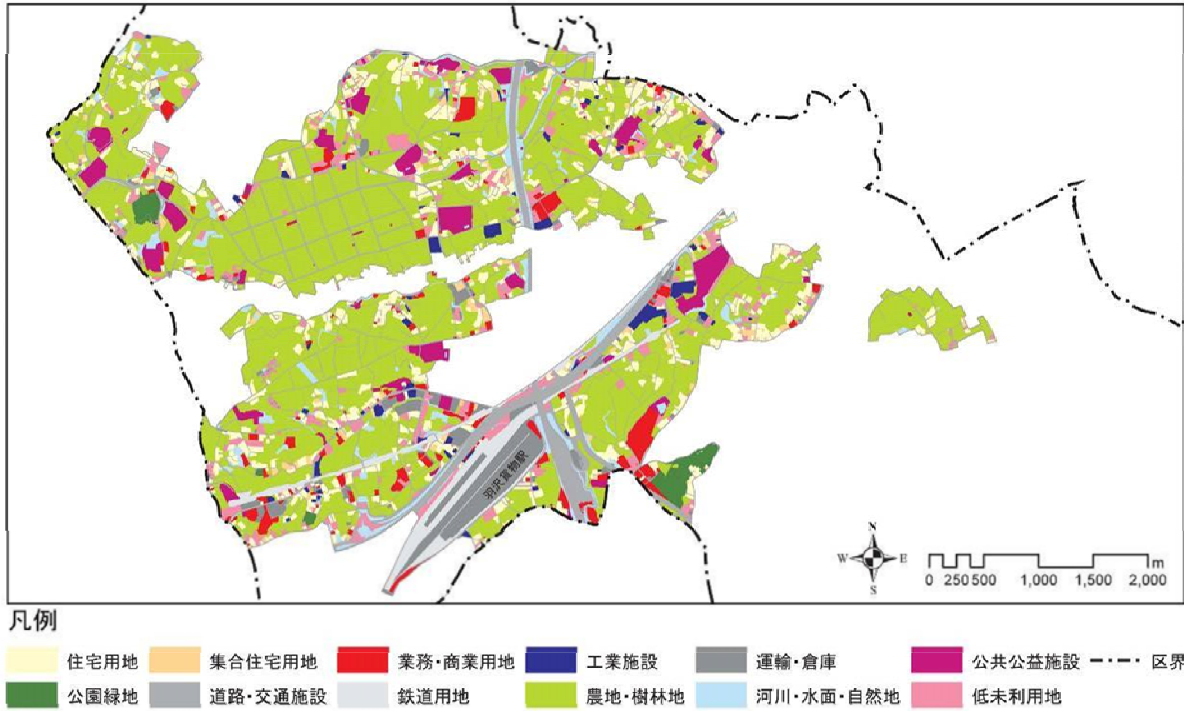 羽沢貨物駅
N
W E
S
0 250 500 1,000 1,500 2,000 m
凡例
住宅用地 集合住宅用地 業務・商業用地 工業施設 運輸・倉庫 公共公益施設 区界
公園緑地 道路・交通施設 鉄道用地 農地・樹林地 河川・水面・自然地 低未利用地